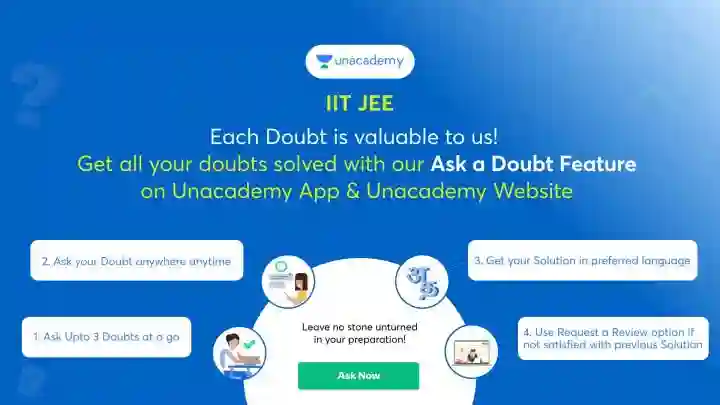 unacademy
IIT JEE
Each Doubt is valuable to us!
Get all your doubts solved with our Ask a Doubt Feature
on Unacademy App & Unacademy Website
2. Ask your Doubt anywhere anytime
3. Get your Solution in preferred language
1. Ask Upto 3 Doubts at a go
4. Use Request a Review option if
not satisfied with previous Solution
Leave no stone unturned
in your preparation!
Ask Now